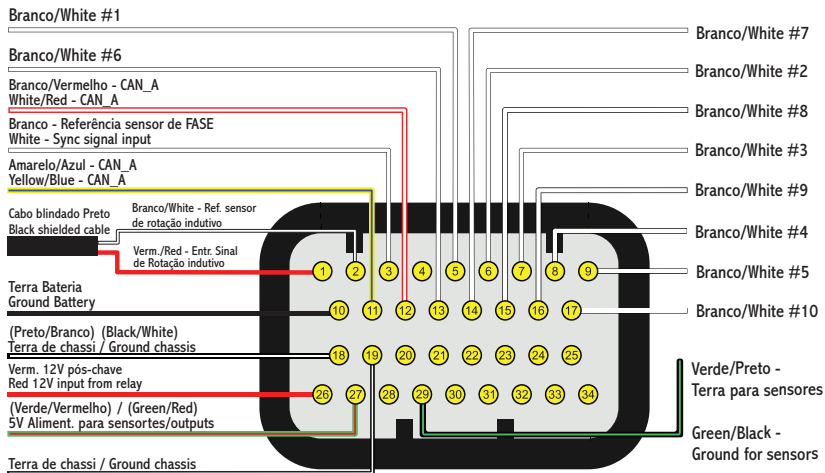 Branco/White #1
Branco/White #6
Branco/Vermelho - CAN_A
White/Red - CAN_A
Branco - Referência sensor de FASE
White - Sync signal input
Amarelo/Azul - CAN_A
Yellow/Blue - CAN_A
Cabo blindado Preto
Black shielded cable
Branco/White - Ref. sensor
de rotação indutivo
Verm./Red - Entr. Sinal
de Rotação indutivo
Terra Bateria
Ground Battery
(Preto/Branco) (Black/White)
Terra de chassi / Ground chassis
Verm. 12V pós-chave
Red 12V input from relay
(Verde/Vermelho) / (Green/Red)
5V Aliment. para sensortes/outputs
Terra de chassi / Ground chassis
1 2 3 4 5 6 7 8 9
10 11 12 13 14 15 16 17
18 19 20 21 22 23 24 25
26 27 28 29 30 31 32 33 34
Branco/White #7
Branco/White #2
Branco/White #8
Branco/White #3
Branco/White #9
Branco/White #4
Branco/White #5
Branco/White #10
Verde/Preto -
Terra para sensores
Green/Black -
Ground for sensors